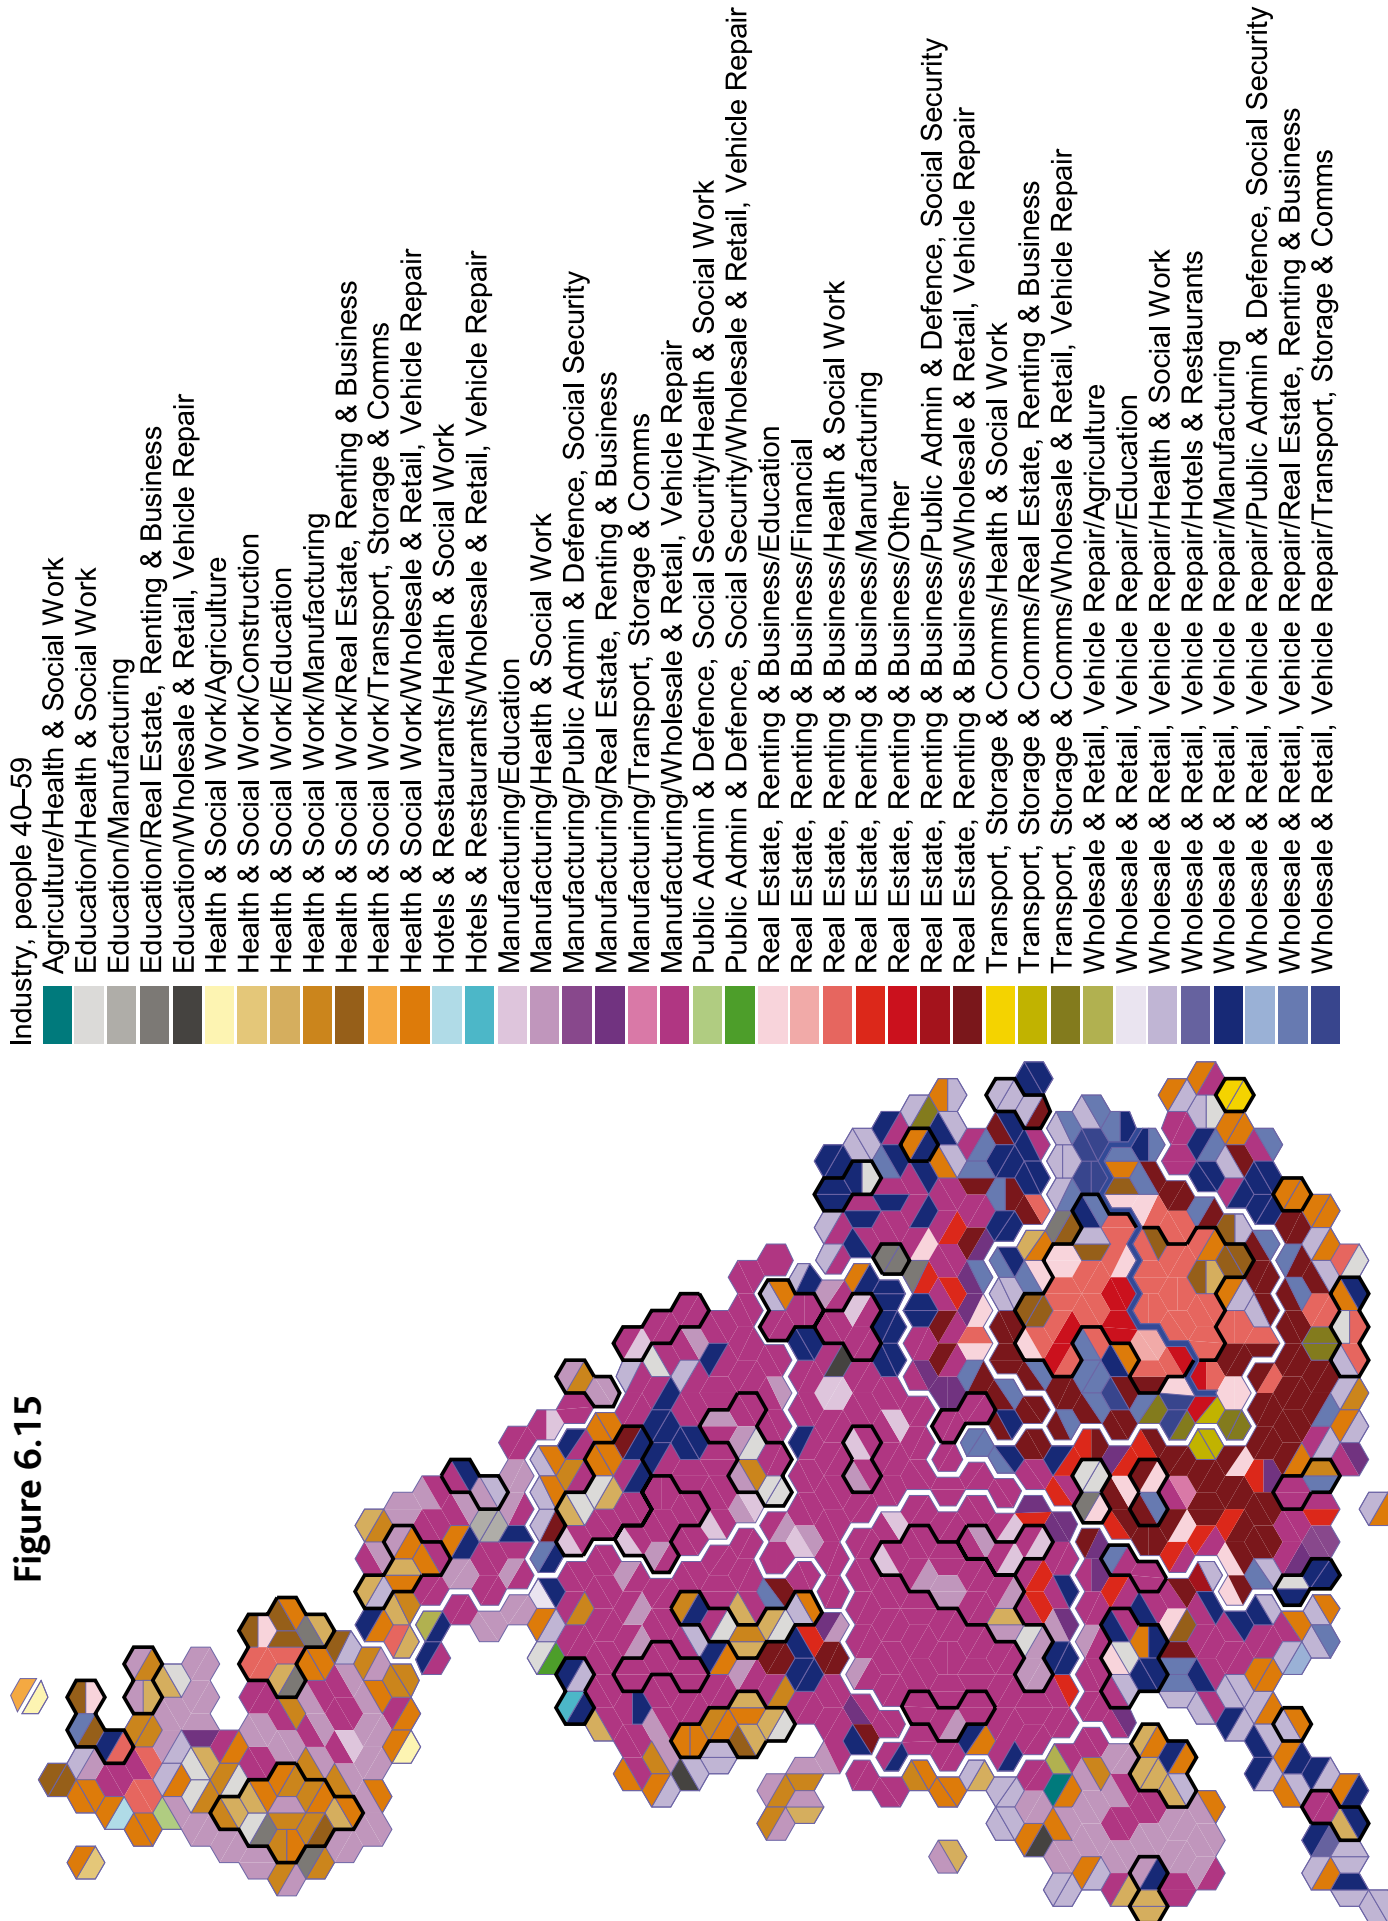 Figure 6.15
Industry, people 40–59
Agriculture/Health & Social Work
Education/Health & Social Work
Education/Manufacturing
Education/Real Estate, Renting & Business
Education/Wholesale & Retail, Vehicle Repair
Health & Social Work/Agriculture
Health & Social Work/Construction
Health & Social Work/Education
Health & Social Work/Manufacturing
Health & Social Work/Real Estate, Renting & Business
Health & Social Work/Transport, Storage & Comms
Health & Social Work/Wholesale & Retail, Vehicle Repair
Hotels & Restaurants/Health & Social Work
Hotels & Restaurants/Wholesale & Retail, Vehicle Repair
Manufacturing/Education
Manufacturing/Health & Social Work
Manufacturing/Public Admin & Defence, Social Security
Manufacturing/Real Estate, Renting & Business
Manufacturing/Transport, Storage & Comms
Manufacturing/Wholesale & Retail, Vehicle Repair
Public Admin & Defence, Social Security/Health & Social Work
Public Admin & Defence, Social Security/Wholesale & Retail, Vehicle Repair
Real Estate, Renting & Business/Education
Real Estate, Renting & Business/Financial
Real Estate, Renting & Business/Health & Social Work
Real Estate, Renting & Business/Manufacturing
Real Estate, Renting & Business/Other
Real Estate, Renting & Business/Public Admin & Defence, Social Security
Real Estate, Renting & Business/Wholesale & Retail, Vehicle Repair
Transport, Storage & Comms/Health & Social Work
Transport, Storage & Comms/Real Estate, Renting & Business
Transport, Storage & Comms/Wholesale & Retail, Vehicle Repair
Wholesale & Retail, Vehicle Repair/Agriculture
Wholesale & Retail, Vehicle Repair/Education
Wholesale & Retail, Vehicle Repair/Health & Social Work
Wholesale & Retail, Vehicle Repair/Hotels & Restaurants
Wholesale & Retail, Vehicle Repair/Manufacturing
Wholesale & Retail, Vehicle Repair/Public Admin & Defence, Social Security
Wholesale & Retail, Vehicle Repair/Real Estate, Renting & Business
Wholesale & Retail, Vehicle Repair/Transport, Storage & Comms